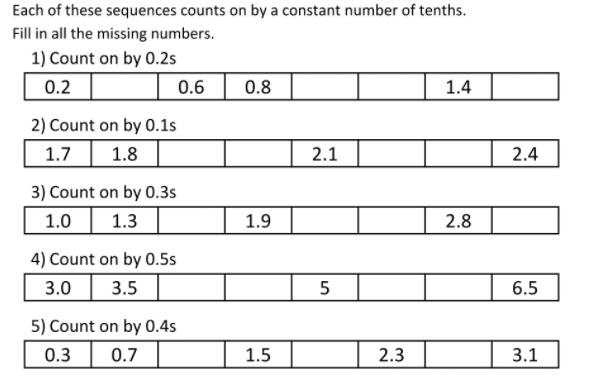 Each of these sequences counts on by a constant number of tenths.
Fill in all the missing numbers.
1) Count on by 0.2s
0.2 0.6 0.8 1.4
2) Count on by 0.1s
1.7 1.8 2.1 2.4
3) Count on by 0.3s
1.0 1.3 1.9 2.8
4) Count on by 0.5s
3.0 3.5 5 6.5
5) Count on by 0.4s
0.3 0.7 1.5 2.3 3.1